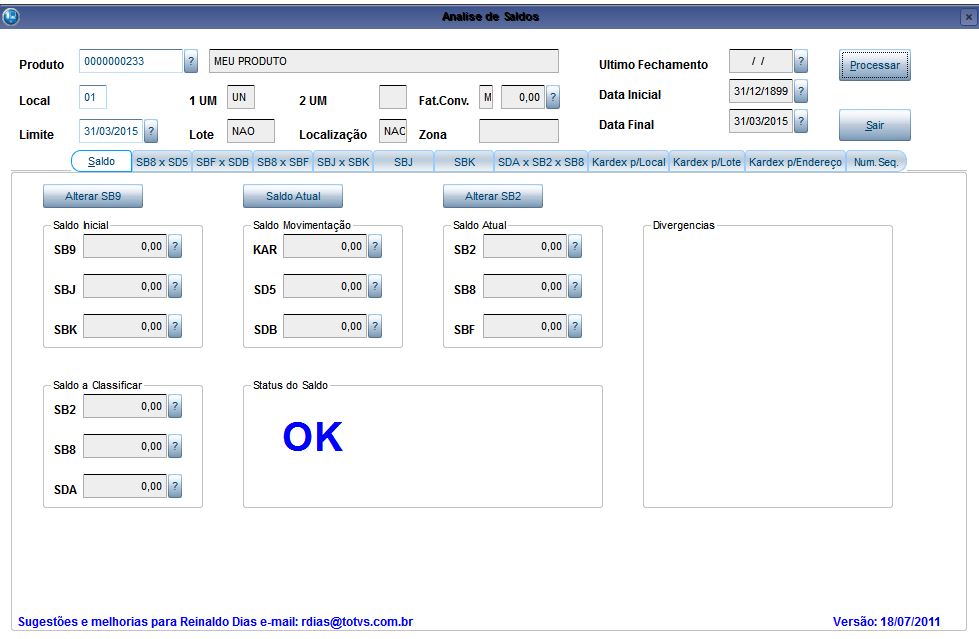 Analise de Saldos
Produto 0000000233 ? MEU PRODUTO Ultimo Fechamento / / ? Processar
Local 01 1 UM UN 2 UM Fat.Conv. M 0,00 ? Data Inicial 31/12/1899 ?
Limite 31/03/2015 ? Lote NAO Localização NAC Zona Data Final 31/03/2015 ? Sair
Saldo SB8 x SD5 SBF x SDB SB8 x SBF SBJ x SBK SBJ SBK SDA x SB2 x SB8 Kardex p/Local Kardex p/Lote Kardex p/Endereço Num.Seq.
Alterar SB9 Saldo Atual Alterar SB2
Saldo Inicial Saldo Movimentação Saldo Atual Divergencias
SB9 0,00 ? KAR 0,00 ? SB2 0,00 ?
SBJ 0,00 ? SD5 0,00 ? SB8 0,00 ?
SBK 0,00 ? SDB 0,00 ? SBF 0,00 ?
Saldo a Classificar Status do Saldo
SB2 0,00 ?
OK
SB8 0,00 ?
SDA 0,00 ?
Sugestões e melhorias para Reinaldo Dias e-mail: rdias@totvs.com.br Versão: 18/07/2011